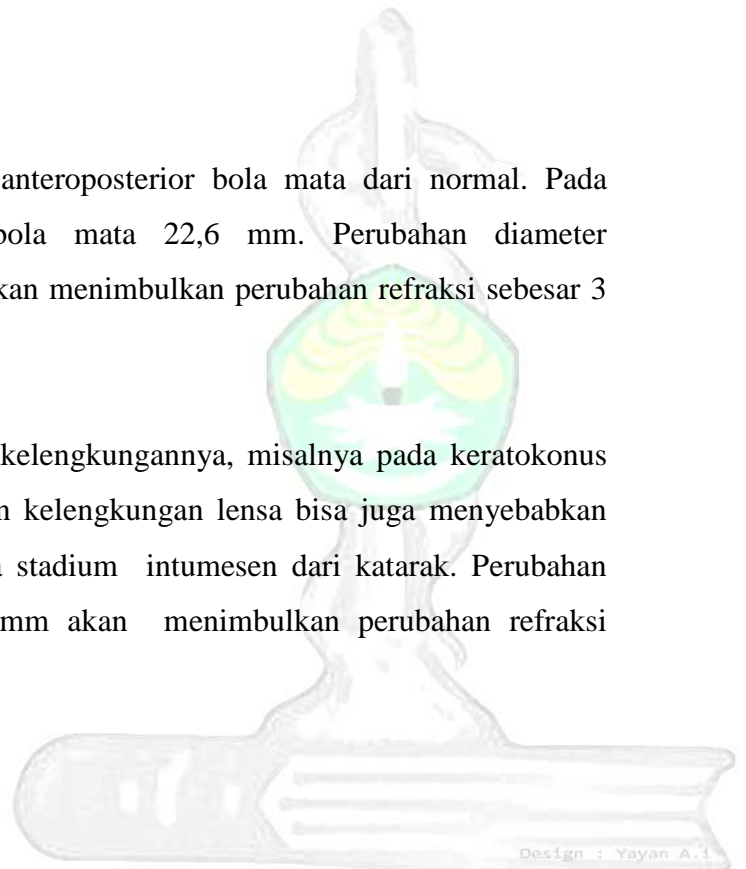 anteroposterior bola mata dari normal. Pada
bola mata 22,6 mm. Perubahan diameter
kan menimbulkan perubahan refraksi sebesar 3
kelengkungannya, misalnya pada keratokonus
n kelengkungan lensa bisa juga menyebabkan
a stadium intumesen dari katarak. Perubahan
mm akan menimbulkan perubahan refraksi
Design : Yayan A.i